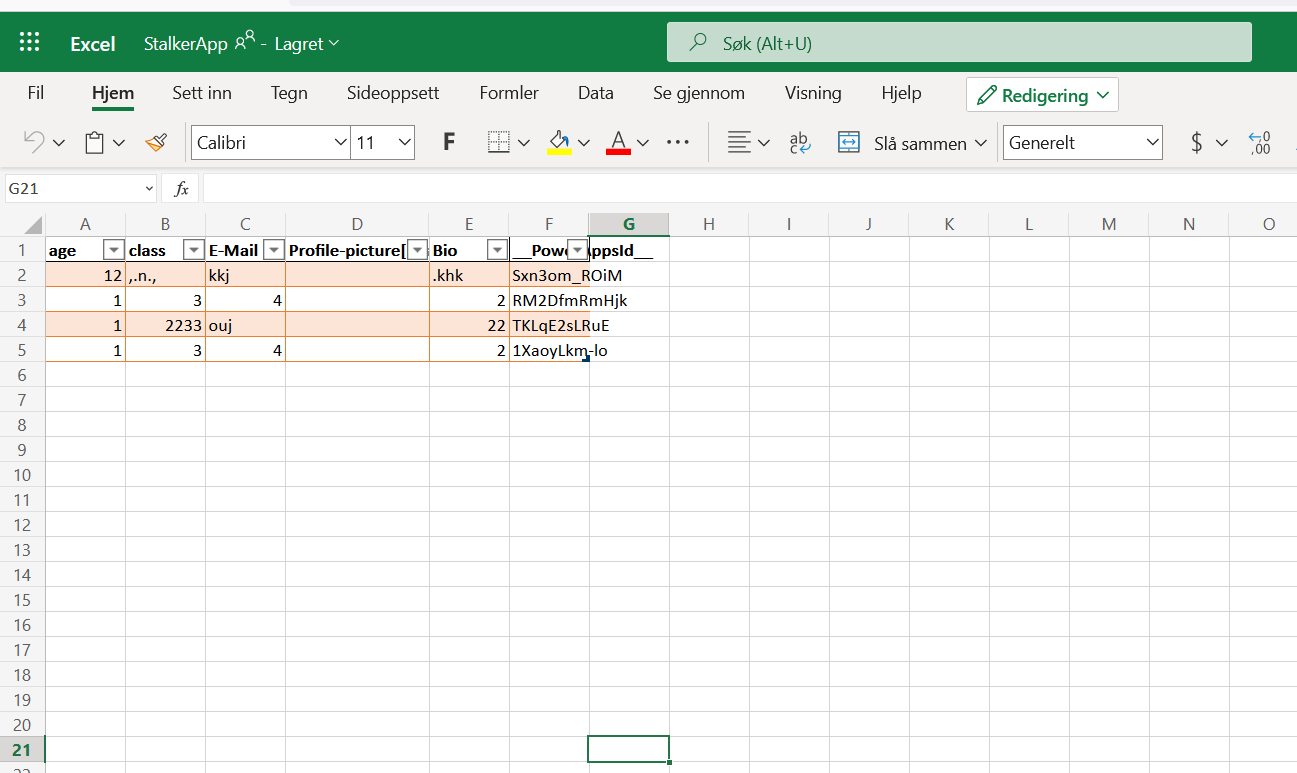 Excel StalkerApp - Lagret Søk (Alt+U)
Fil Hjem Sett inn Tegn Sideoppsett Formler Data Se gjennom Visning Hjelp Redigering
Calibri 11 F A ab c Slå sammen Generelt $ 0 ,00
G21 fx
A B C D E F G H I J K L M N O
1 age class E-Mail Profile-picture[ Bio __Powe AppsId__
2 12 ,.n., kkj .khk Sxn3om_ROiM
3 1 3 4 2 RM2DfmRmHjk
4 1 2233 ouj 22 TKLqE2sLRuE
5 1 3 4 2 1XaoyLkm-lo
6
7
8
9
10
11
12
13
14
15
16
17
18
19
20
21